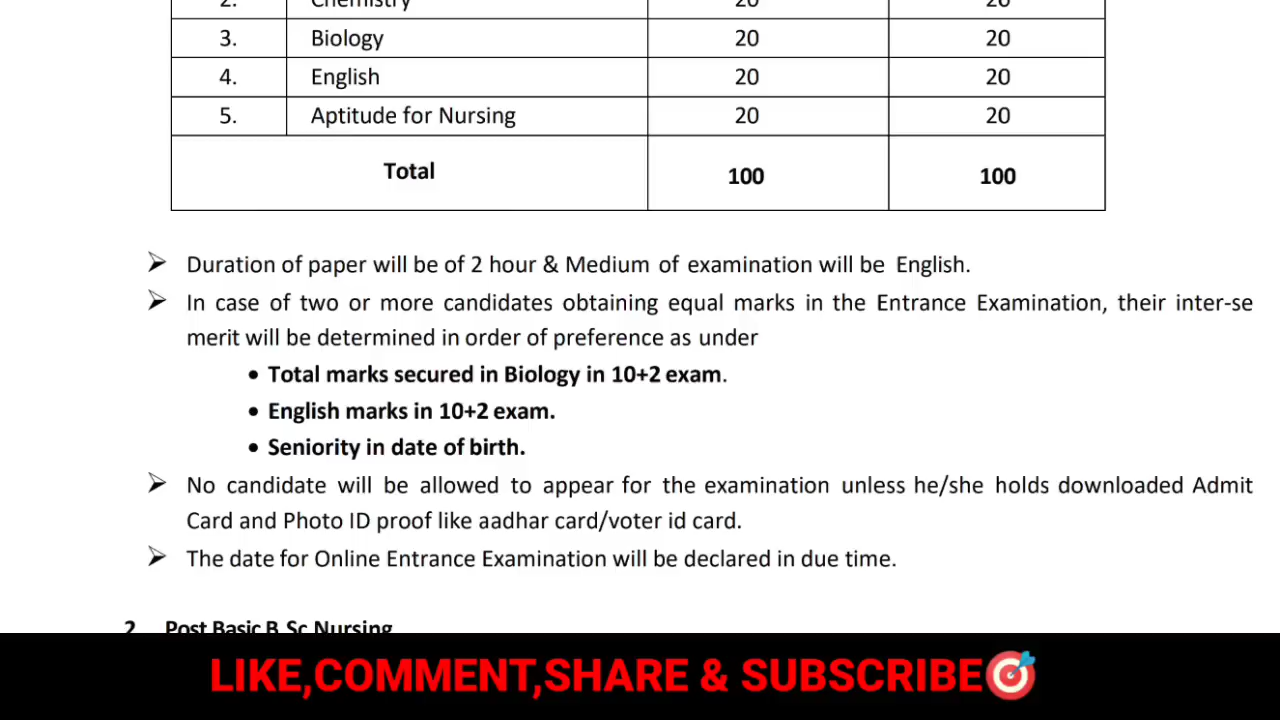 2. Chemistry 20 20
3. Biology 20 20
4. English 20 20
5. Aptitude for Nursing 20 20
Total 100 100
➢ Duration of paper will be of 2 hour & Medium of examination will be English.
➢ In case of two or more candidates obtaining equal marks in the Entrance Examination, their inter-se
merit will be determined in order of preference as under
• Total marks secured in Biology in 10+2 exam.
• English marks in 10+2 exam.
• Seniority in date of birth.
➢ No candidate will be allowed to appear for the examination unless he/she holds downloaded Admit
Card and Photo ID proof like aadhar card/voter id card.
➢ The date for Online Entrance Examination will be declared in due time.
2. Post Basic B.Sc Nursing
LIKE,COMMENT,SHARE & SUBSCRIBE🎯